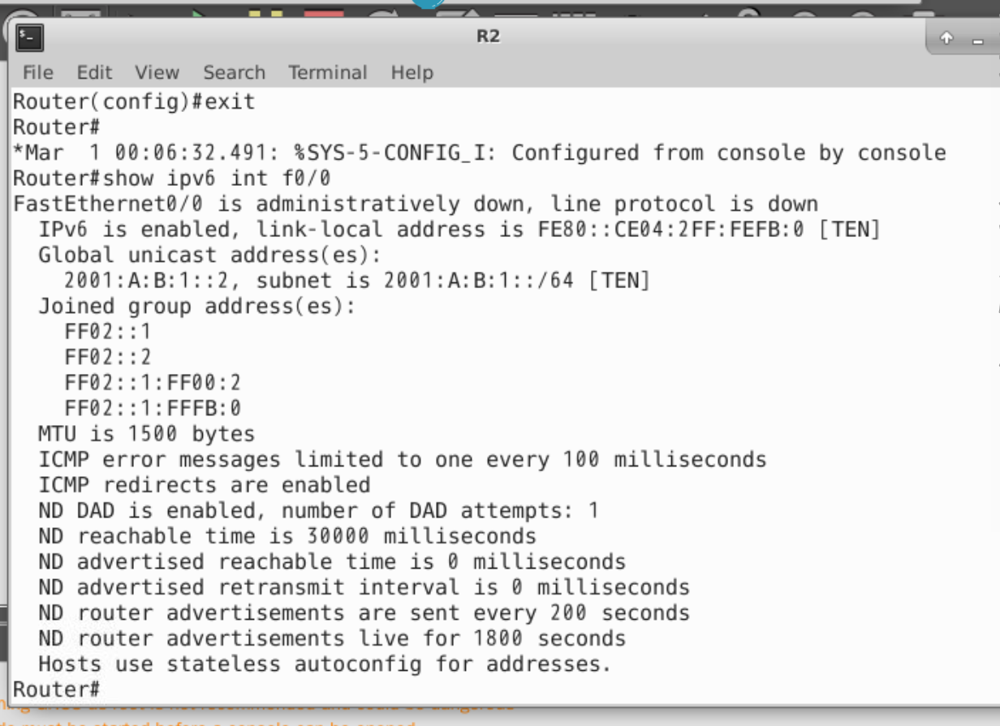 R2
File Edit View Search Terminal Help
Router(config)#exit
Router#
*Mar  1 00:06:32.491: %SYS-5-CONFIG_I: Configured from console by console
Router#show ipv6 int f0/0
FastEthernet0/0 is administratively down, line protocol is down
  IPv6 is enabled, link-local address is FE80::CE04:2FF:FEFB:0 [TEN]
  Global unicast address(es):
    2001:A:B:1::2, subnet is 2001:A:B:1::/64 [TEN]
  Joined group address(es):
    FF02::1
    FF02::2
    FF02::1:FF00:2
    FF02::1:FFFB:0
  MTU is 1500 bytes
  ICMP error messages limited to one every 100 milliseconds
  ICMP redirects are enabled
  ND DAD is enabled, number of DAD attempts: 1
  ND reachable time is 30000 milliseconds
  ND advertised reachable time is 0 milliseconds
  ND advertised retransmit interval is 0 milliseconds
  ND router advertisements are sent every 200 seconds
  ND router advertisements live for 1800 seconds
  Hosts use stateless autoconfig for addresses.
Router#